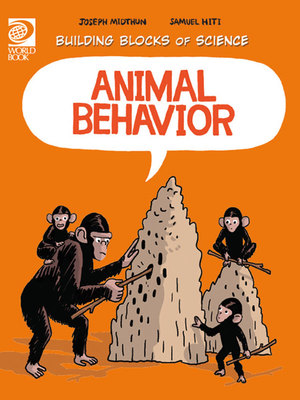 JOSEPH MIDTHUN SAMUEL HITI
BUILDING BLOCKS OF SCIENCE
WORLD
BOOK
ANIMAL
BEHAVIOR